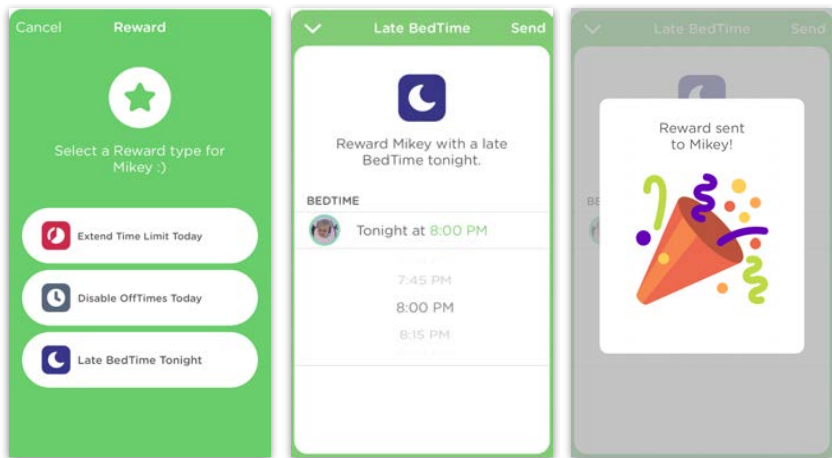 Cancel Reward
Select a Reward type for
Mikey :)
Extend Time Limit Today
Disable OffTimes Today
Late BedTime Tonight
Late BedTime Send
Reward Mikey with a late
BedTime tonight.
BEDTIME
Tonight at 8:00 PM
7:45 PM
8:00 PM
8:15 PM
Late BedTime Send
Reward sent
to Mikey!
BE